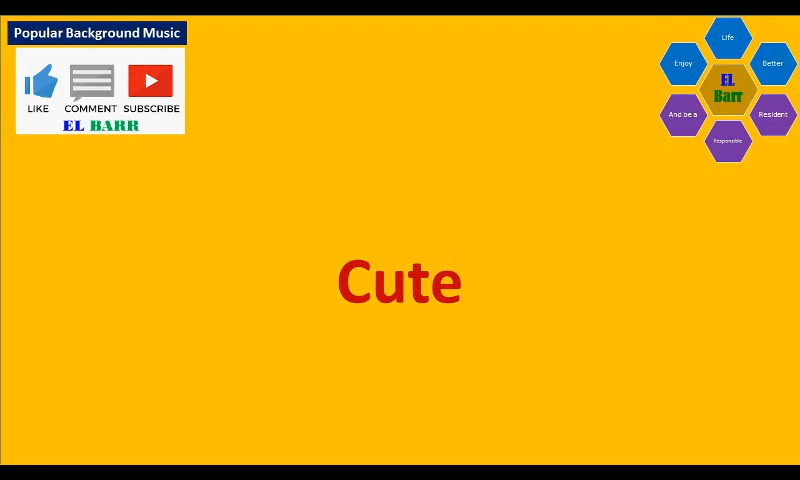 Popular Background Music
LIKE COMMENT SUBSCRIBE
EL BARR
Life
Enjoy
Better
EL
Barr
And be a
Resident
Responsible
Cute